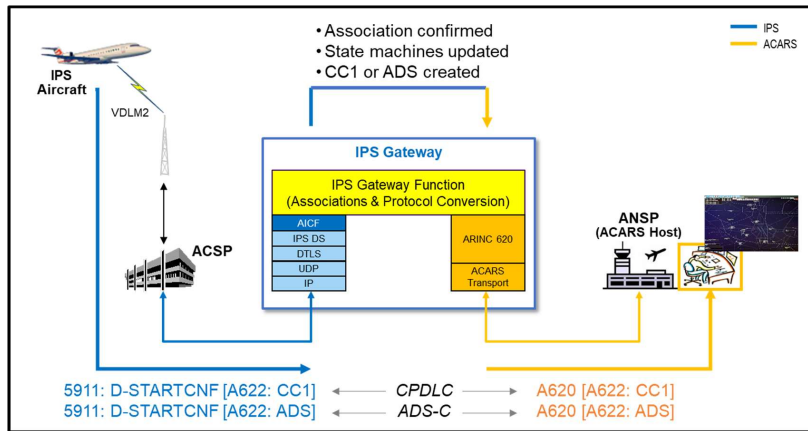 • Association confirmed
• State machines updated
• CC1 or ADS created
IPS
ACARS
IPS
Aircraft
VDLM2
IPS Gateway
IPS Gateway Function
(Associations & Protocol Conversion)
AICF
IPS DS
DTLS
UDP
IP
ARINC 620
ACARS
Transport
ACSP
ANSP
(ACARS Host)
5911: D-STARTCNF [A622: CC1]
CPDLC
A620 [A622: CC1]
5911: D-STARTCNF [A622: ADS]
ADS-C
A620 [A622: ADS]